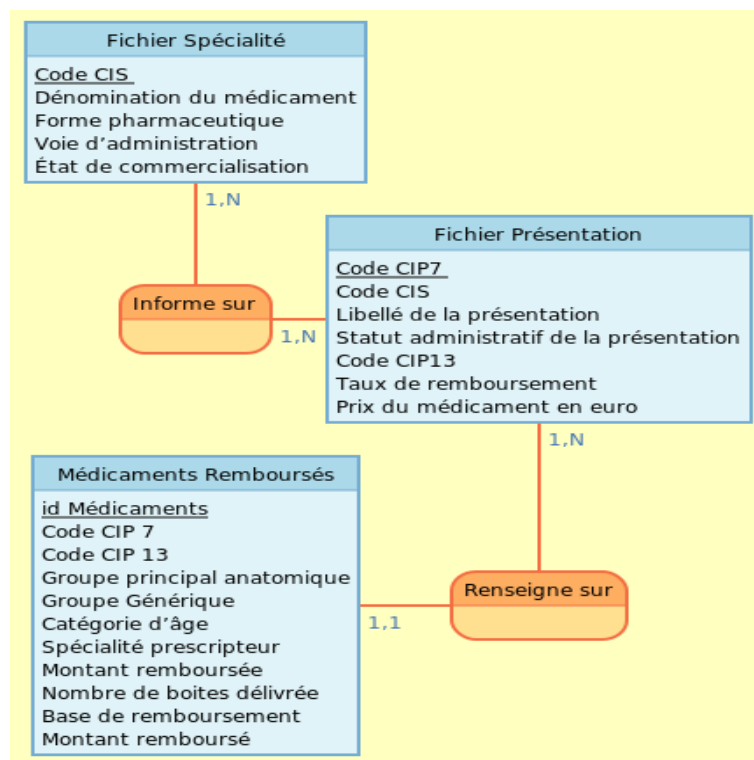 Fichier Spécialité
Code CIS
Dénomination du médicament
Forme pharmaceutique
Voie d’administration
État de commercialisation
1,N
Informe sur
1,N
Fichier Présentation
Code CIP7
Code CIS
Libellé de la présentation
Statut administratif de la présentation
Code CIP13
Taux de remboursement
Prix du médicament en euro
1,N
Renseigne sur
1,1
Médicaments Remboursés
id Médicaments
Code CIP 7
Code CIP 13
Groupe principal anatomique
Groupe Générique
Catégorie d’âge
Spécialité prescripteur
Montant remboursée
Nombre de boites délivrée
Base de remboursement
Montant remboursé